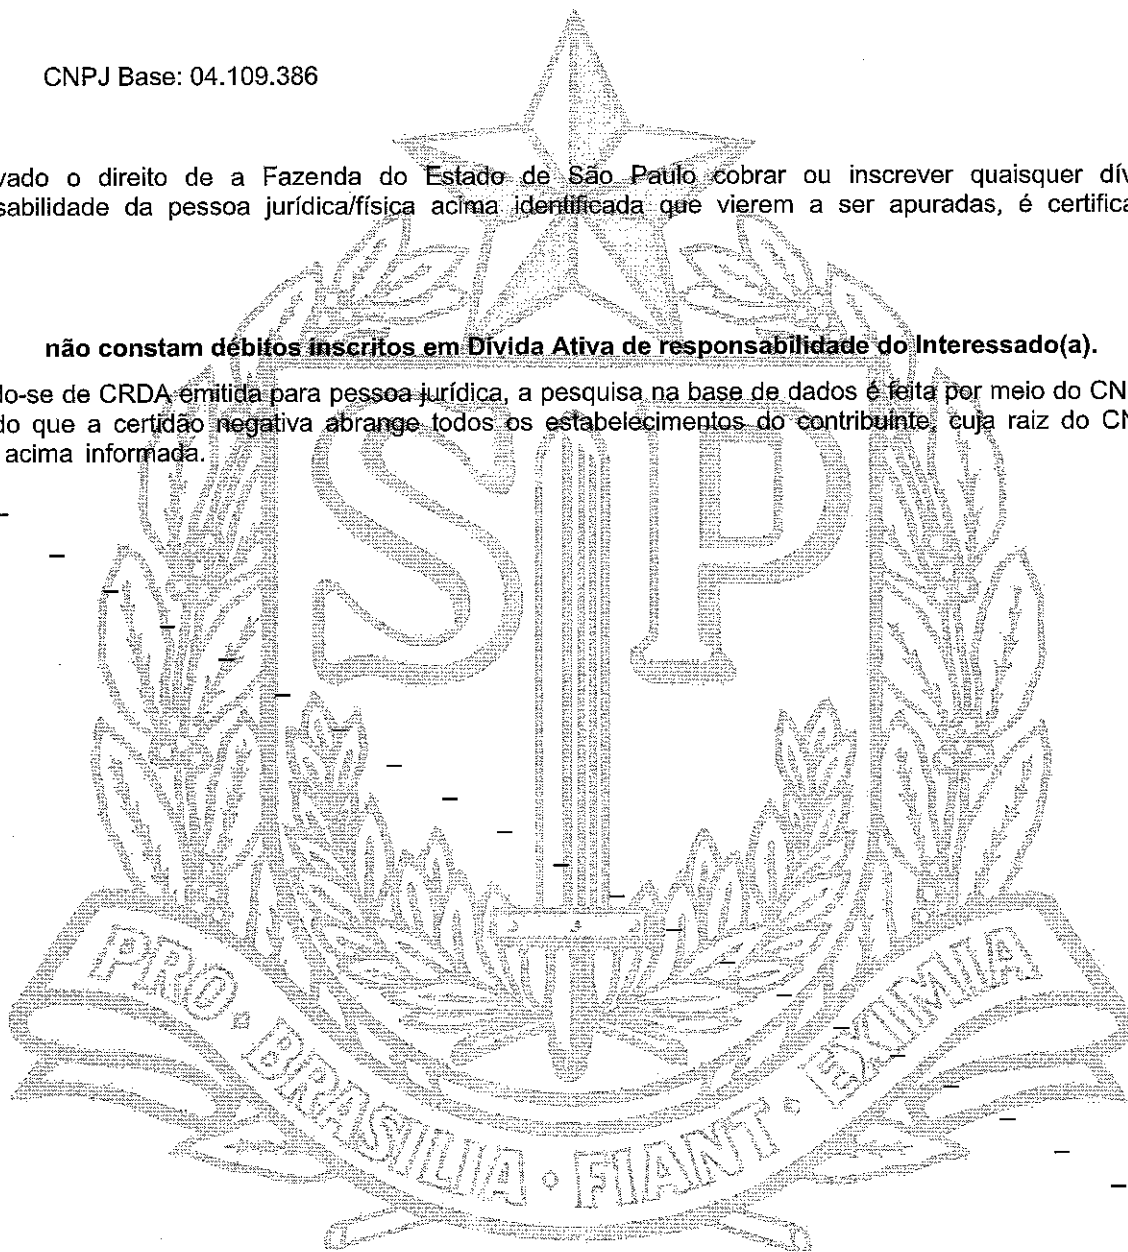 CNPJ Base: 04.109.386
vado o direito de a Fazenda do Estado de São Paulo cobrar ou inscrever quaisquer dív
sabilidade da pessoa jurídica/física acima identificada que vierem a ser apuradas, é certifica
não constam débitos inscritos em Dívida Ativa de responsabilidade do Interessado(a).
do-se de CRDA emitida para pessoa jurídica, a pesquisa na base de dados é feita por meio do CN
do que a certidão negativa abrange todos os estabelecimentos do contribuinte, cuja raiz do CN
acima informada.
SP
PRO · BRASILIA · FIANT · EXIMIA